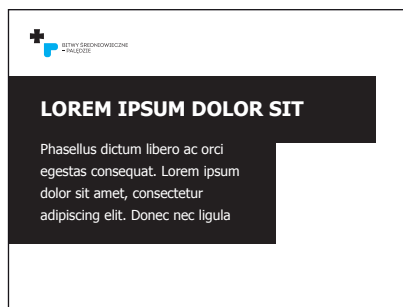 BITWY ŚREDNIOWIECZNE
– PALĘDZIE
LOREM IPSUM DOLOR SIT
Phasellus dictum libero ac orci
egestas consequat. Lorem ipsum
dolor sit amet, consectetur
adipiscing elit. Donec nec ligula